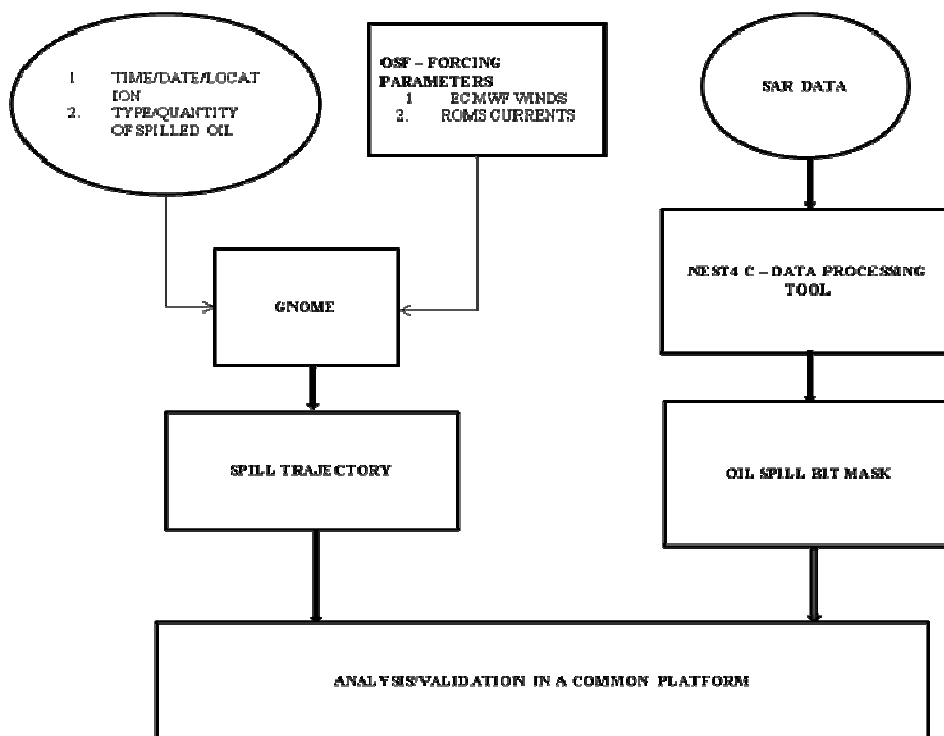 1 TIME/DATE/LOCAT
ION
2. TYPE/QUANTITY
OF SPILLED OIL
OSF – FORCING
PARAMETERS
1 ECMWF WINDS
2. ROMS CURRENTS
SAR DATA
GNOME
NEST4 C – DATA PROCESSING
TOOL
SPILL TRAJECTORY
OIL SPILL BIT MASK
ANALYSIS/VALIDATION IN A COMMON PLATFORM